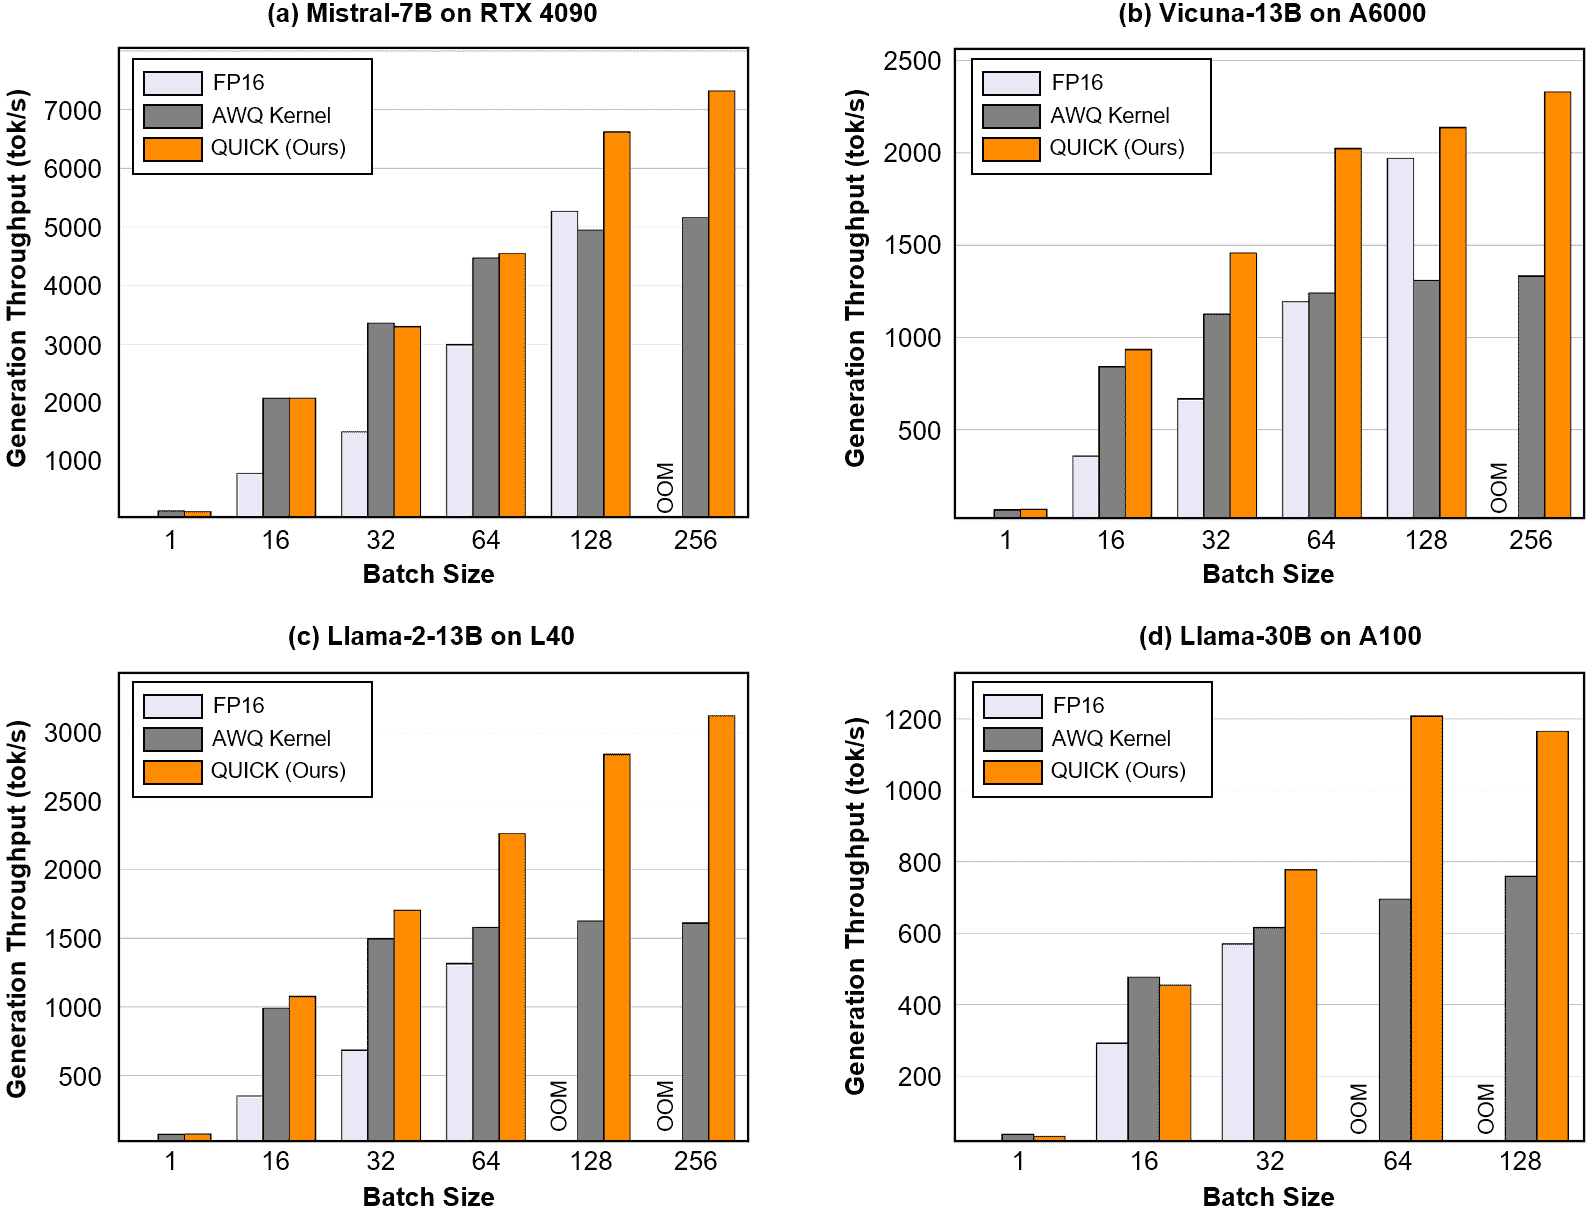 (a) Mistral-7B on RTX 4090
Generation Throughput (tok/s)
7000
6000
5000
4000
3000
2000
1000
FP16
AWQ Kernel
QUICK (Ours)
OOM
1 16 32 64 128 256
Batch Size
(b) Vicuna-13B on A6000
Generation Throughput (tok/s)
2500
2000
1500
1000
500
FP16
AWQ Kernel
QUICK (Ours)
OOM
1 16 32 64 128 256
Batch Size
(c) Llama-2-13B on L40
Generation Throughput (tok/s)
3000
2500
2000
1500
1000
500
FP16
AWQ Kernel
QUICK (Ours)
OOM OOM
1 16 32 64 128 256
Batch Size
(d) Llama-30B on A100
Generation Throughput (tok/s)
1200
1000
800
600
400
200
FP16
AWQ Kernel
QUICK (Ours)
OOM OOM
1 16 32 64 128
Batch Size